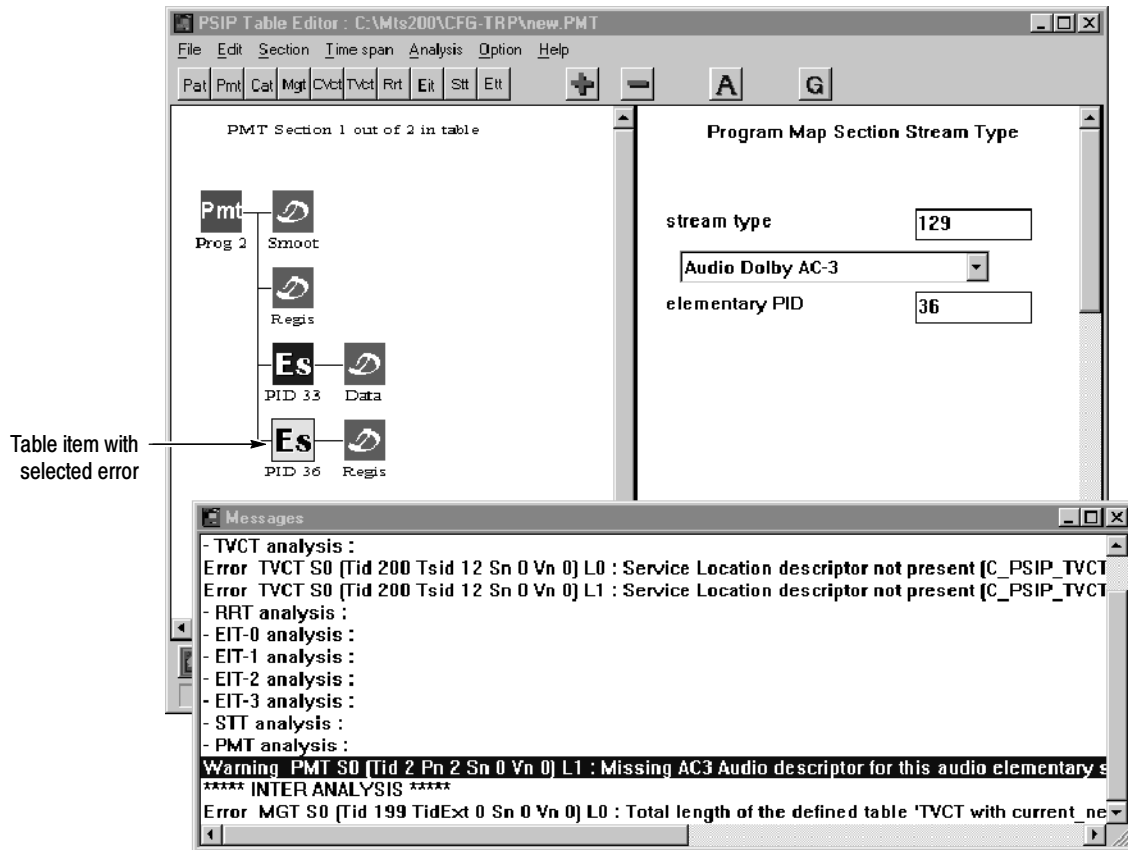 PSIP Table Editor : C:\Mts200\CFG-TRP\new.PMT
File Edit Section Time span Analysis Option Help
Pat Pmt Cat Mgt CVct TVct Rrt Eit Stt Ett A G
PMT Section 1 out of 2 in table
Program Map Section Stream Type
Pmt
Prog 2 Smoot
stream type 129
Audio Dolby AC-3
Regis
elementary PID 36
Es
PID 33 Data
Table item with
selected error
Es
PID 36 Regis
Messages
- TVCT analysis :
Error TVCT S0 (Tid 200 Tsid 12 Sn 0 Vn 0) L0 : Service Location descriptor not present (C_PSIP_TVCT
Error TVCT S0 (Tid 200 Tsid 12 Sn 0 Vn 0) L1 : Service Location descriptor not present (C_PSIP_TVCT
- RRT analysis :
- EIT-0 analysis :
- EIT-1 analysis :
- EIT-2 analysis :
- EIT-3 analysis :
- STT analysis :
- PMT analysis :
Warning PMT S0 (Tid 2 Pn 2 Sn 0 Vn 0) L1 : Missing AC3 Audio descriptor for this audio elementary s
***** INTER ANALYSIS *****
Error MGT S0 (Tid 199 TidExt 0 Sn 0 Vn 0) L0 : Total length of the defined table 'TVCT with current_ne